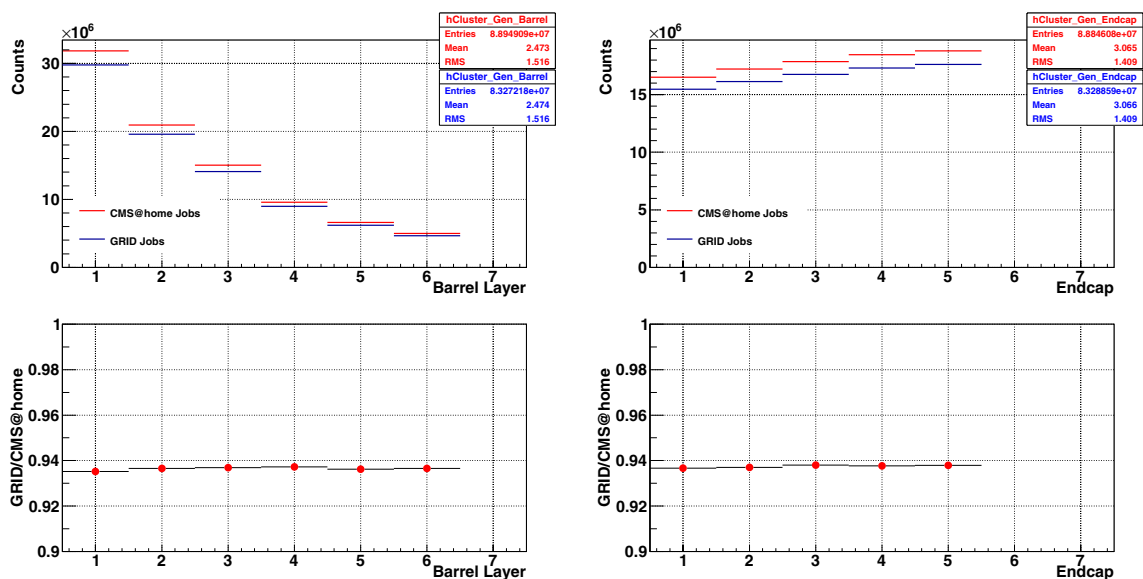 ×10⁶
Counts
30
20
10
0
hCluster_Gen_Barrel
Entries 8.894909e+07
Mean 2.473
RMS 1.516
hCluster_Gen_Barrel
Entries 8.327218e+07
Mean 2.474
RMS 1.516
CMS@home Jobs
GRID Jobs
1 2 3 4 5 6 7
Barrel Layer
×10⁶
Counts
15
10
5
0
hCluster_Gen_Endcap
Entries 8.884608e+07
Mean 3.065
RMS 1.409
hCluster_Gen_Endcap
Entries 8.328859e+07
Mean 3.066
RMS 1.409
CMS@home Jobs
GRID Jobs
1 2 3 4 5 6 7
Endcap
GRID/CMS@home
1
0.98
0.96
0.94
0.92
0.9
1 2 3 4 5 6 7
Barrel Layer
GRID/CMS@home
1
0.98
0.96
0.94
0.92
0.9
1 2 3 4 5 6 7
Endcap